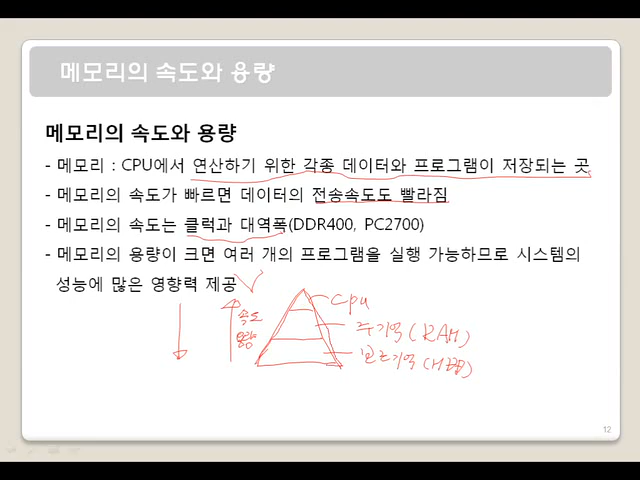 메모리의 속도와 용량
메모리의 속도와 용량
- 메모리 : CPU에서 연산하기 위한 각종 데이터와 프로그램이 저장되는 곳
- 메모리의 속도가 빠르면 데이터의 전송속도도 빨라짐
- 메모리의 속도는 클럭과 대역폭(DDR400, PC2700)
- 메모리의 용량이 크면 여러 개의 프로그램을 실행 가능하므로 시스템의
성능에 많은 영향력 제공
속도
용량
CPU
주기억(RAM)
보조기억(HDD)
12